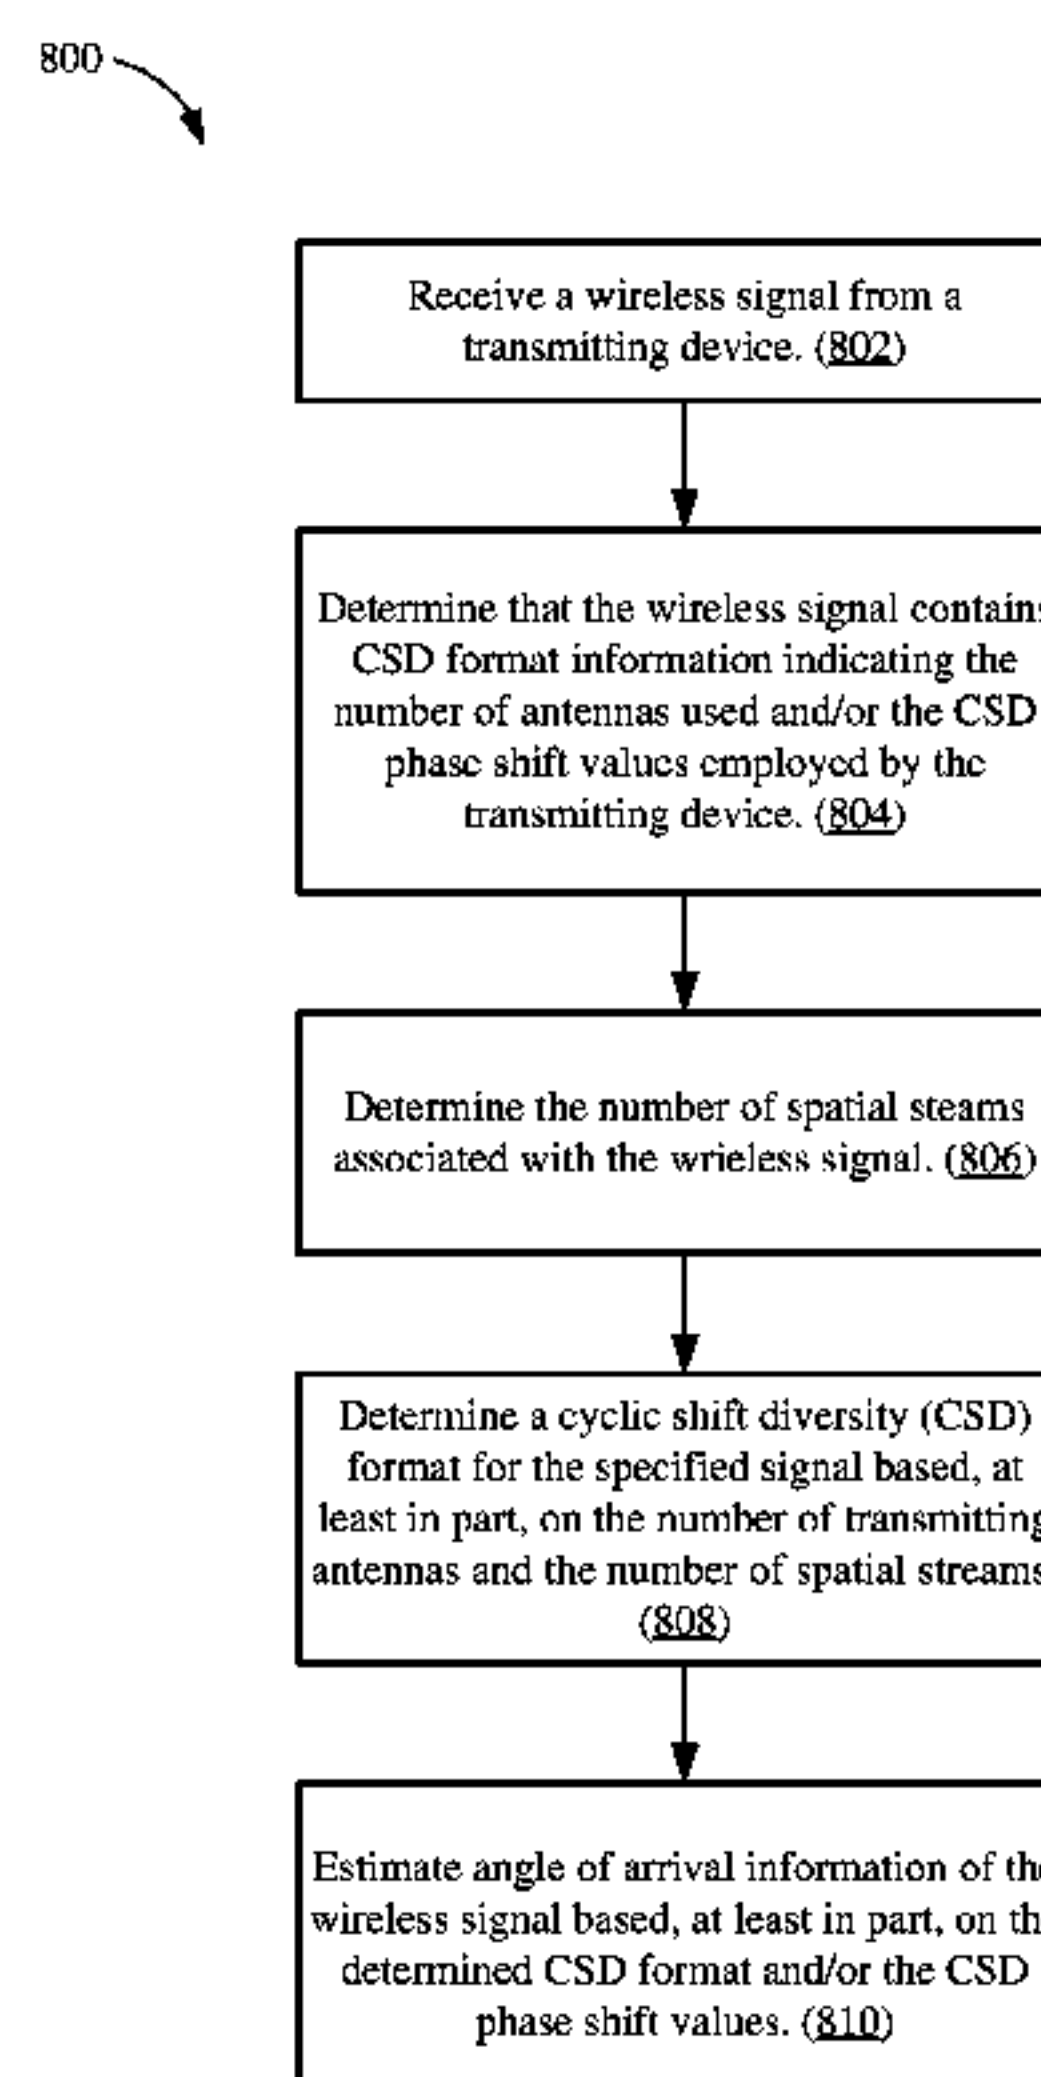 800
Receive a wireless signal from a
transmitting device. (802)
Determine that the wireless signal contains
CSD format information indicating the
number of antennas used and/or the CSD
phase shift values employed by the
transmitting device. (804)
Determine the number of spatial steams
associated with the wrieless signal. (806)
Determine a cyclic shift diversity (CSD)
format for the specified signal based, at
least in part, on the number of transmitting
antennas and the number of spatial streams
(808)
Estimate angle of arrival information of the
wireless signal based, at least in part, on th
determined CSD format and/or the CSD
phase shift values. (810)